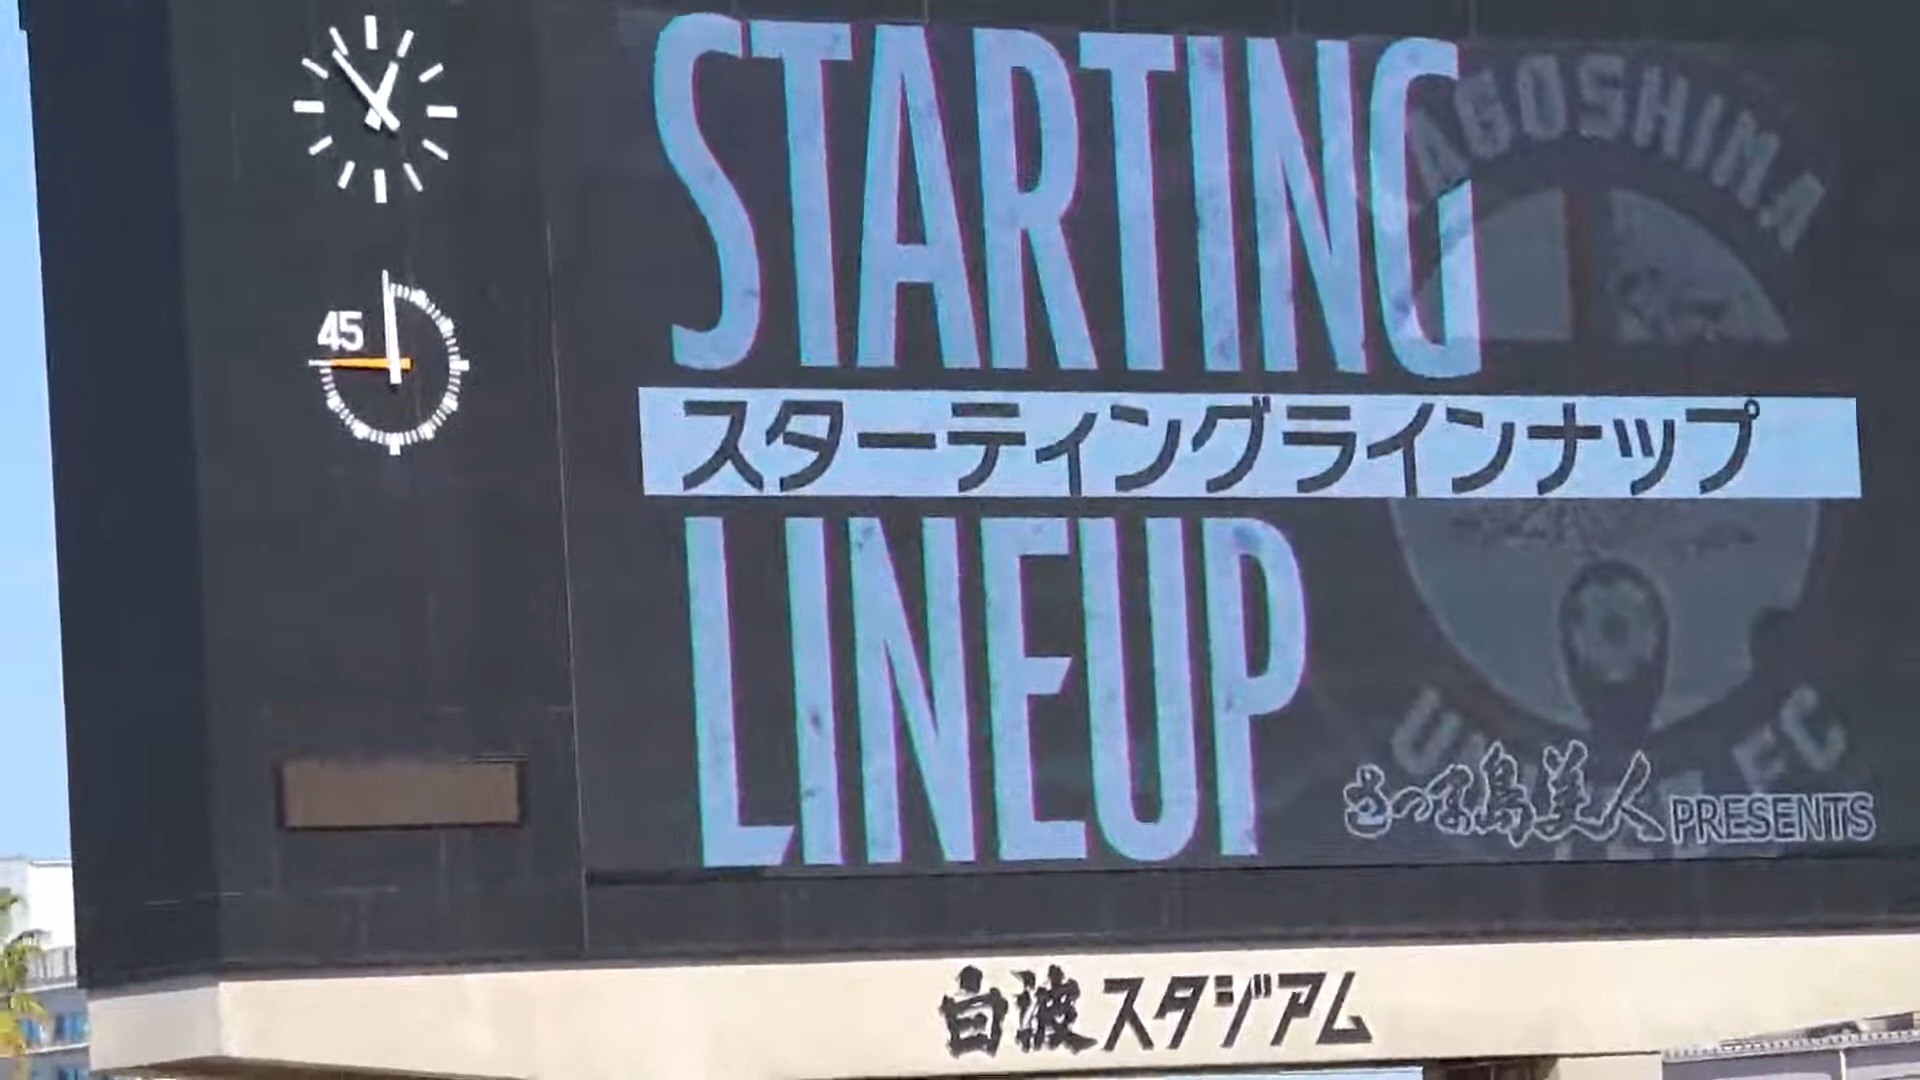 STARTING
AGOSHIMA
45
スターティングラインナップ
LINEUP
FC
さつま島美人 PRESENTS
白波スタジアム